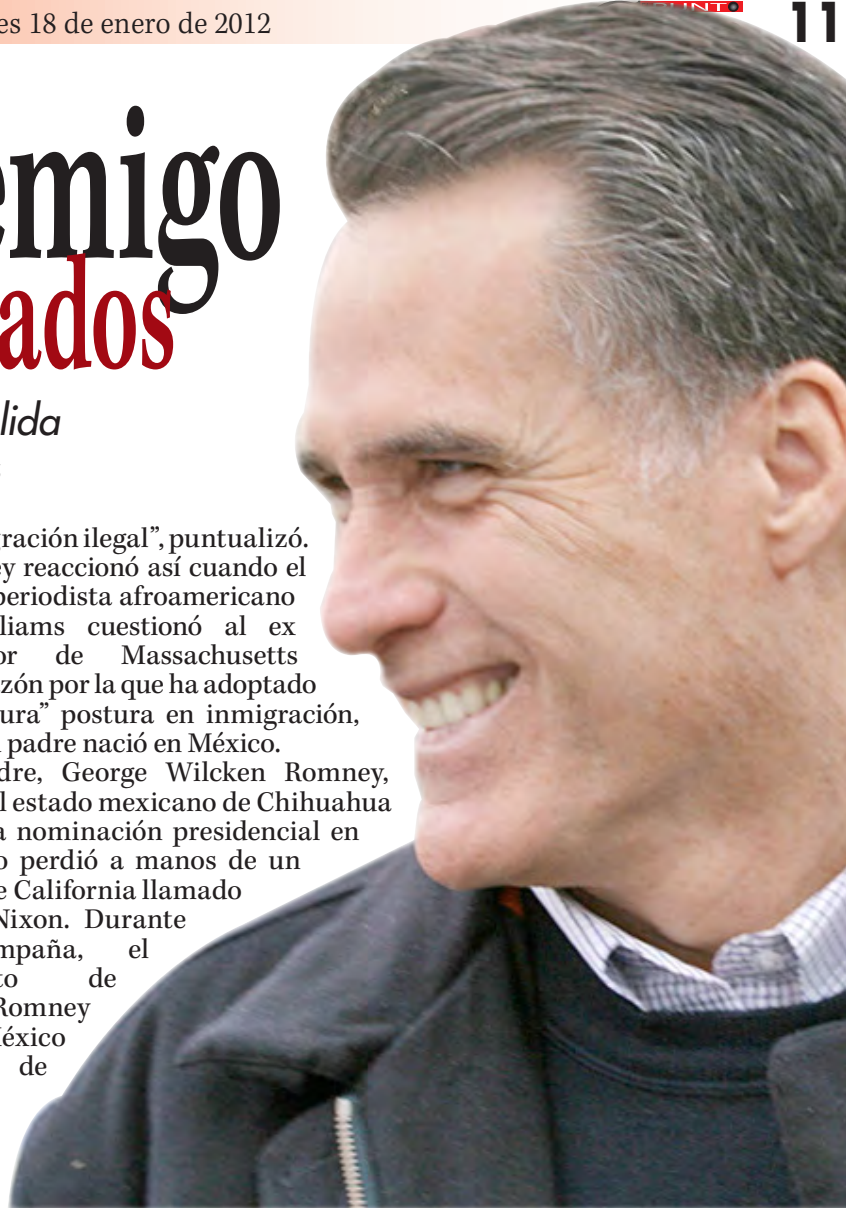 es 18 de enero de 2012
11
emigo
ados
lida
gración ilegal”, puntualizó.
ey reaccionó así cuando el
periodista afroamericano
liams cuestionó al ex
or de Massachusetts
zón por la que ha adoptado
ura” postura en inmigración,
padre nació en México.
dre, George Wilcken Romney,
l estado mexicano de Chihuahua
a nominación presidencial en
o perdió a manos de un
e California llamado
Nixon. Durante
mpaña, el
to de
Romney
México
de